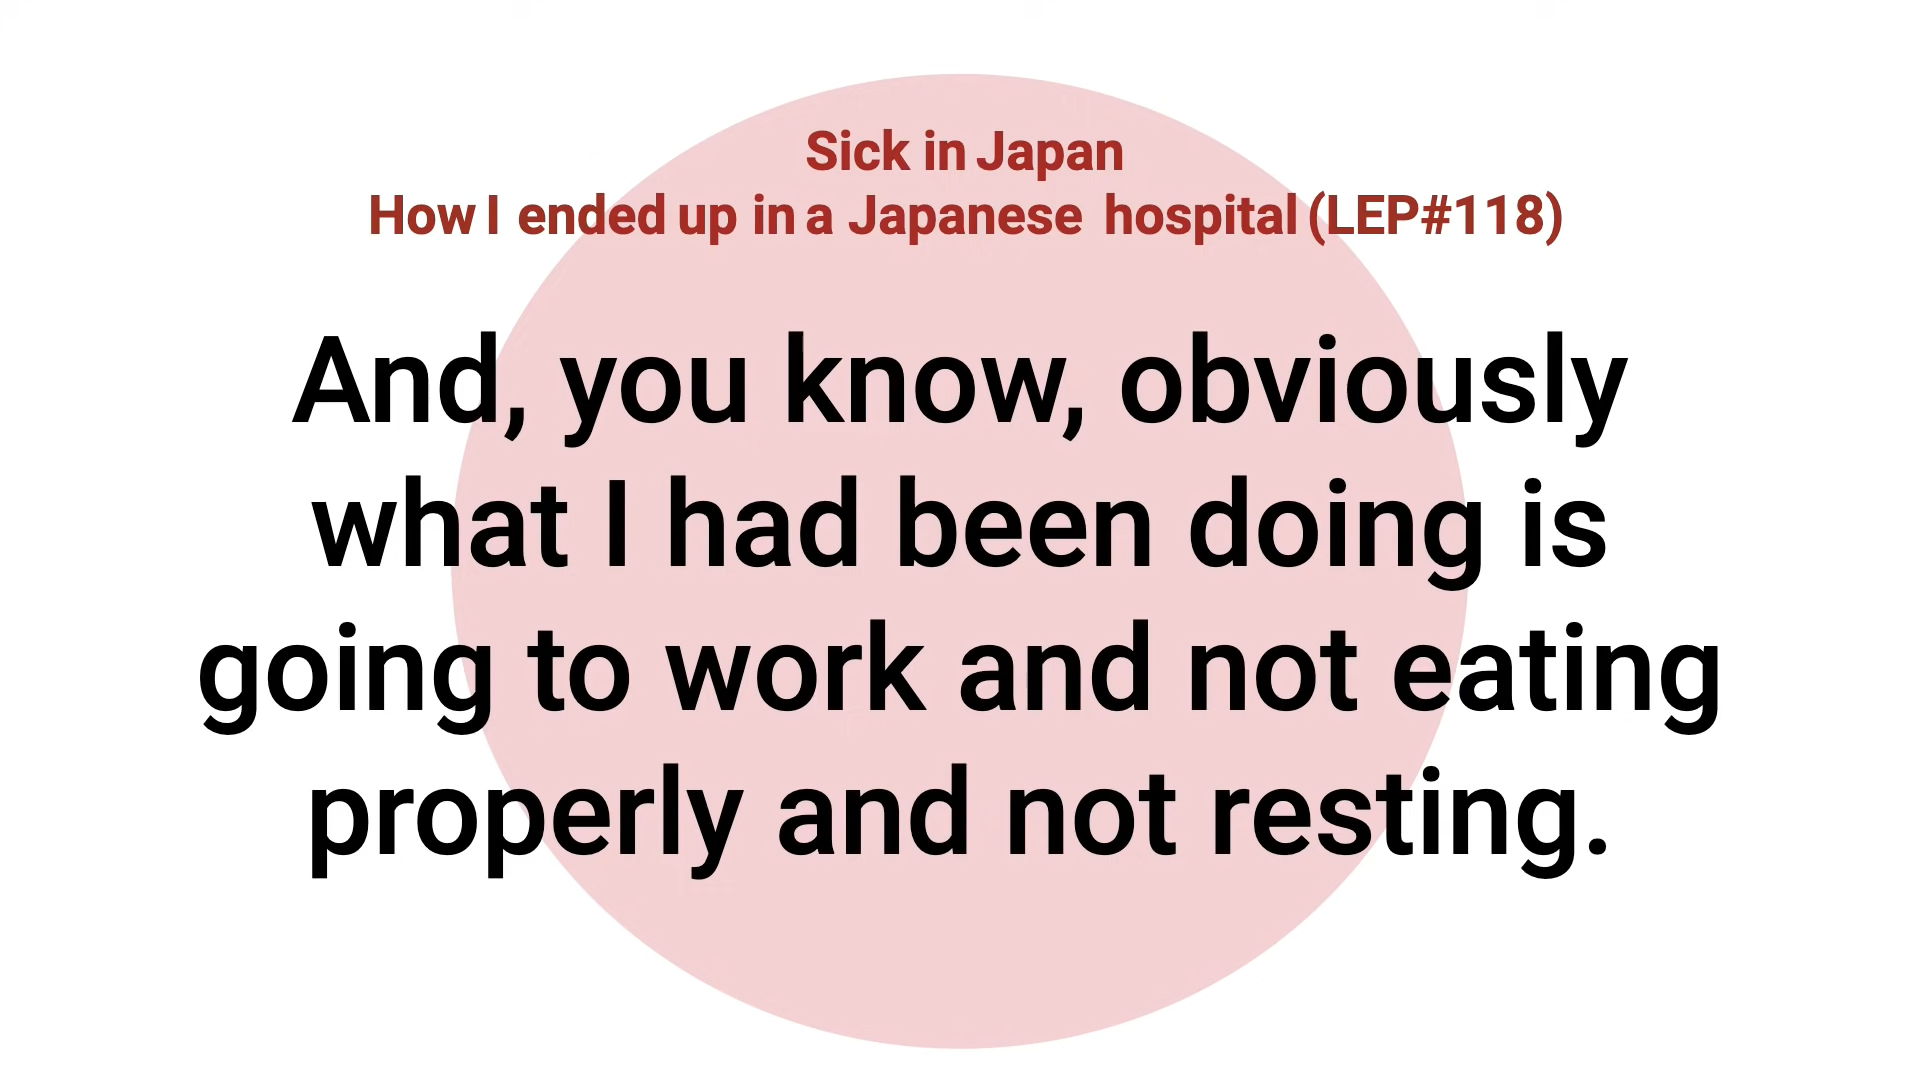 Sick in Japan
How I ended up in a Japanese hospital (LEP#118)
And, you know, obviously
what I had been doing is
going to work and not eating
properly and not resting.